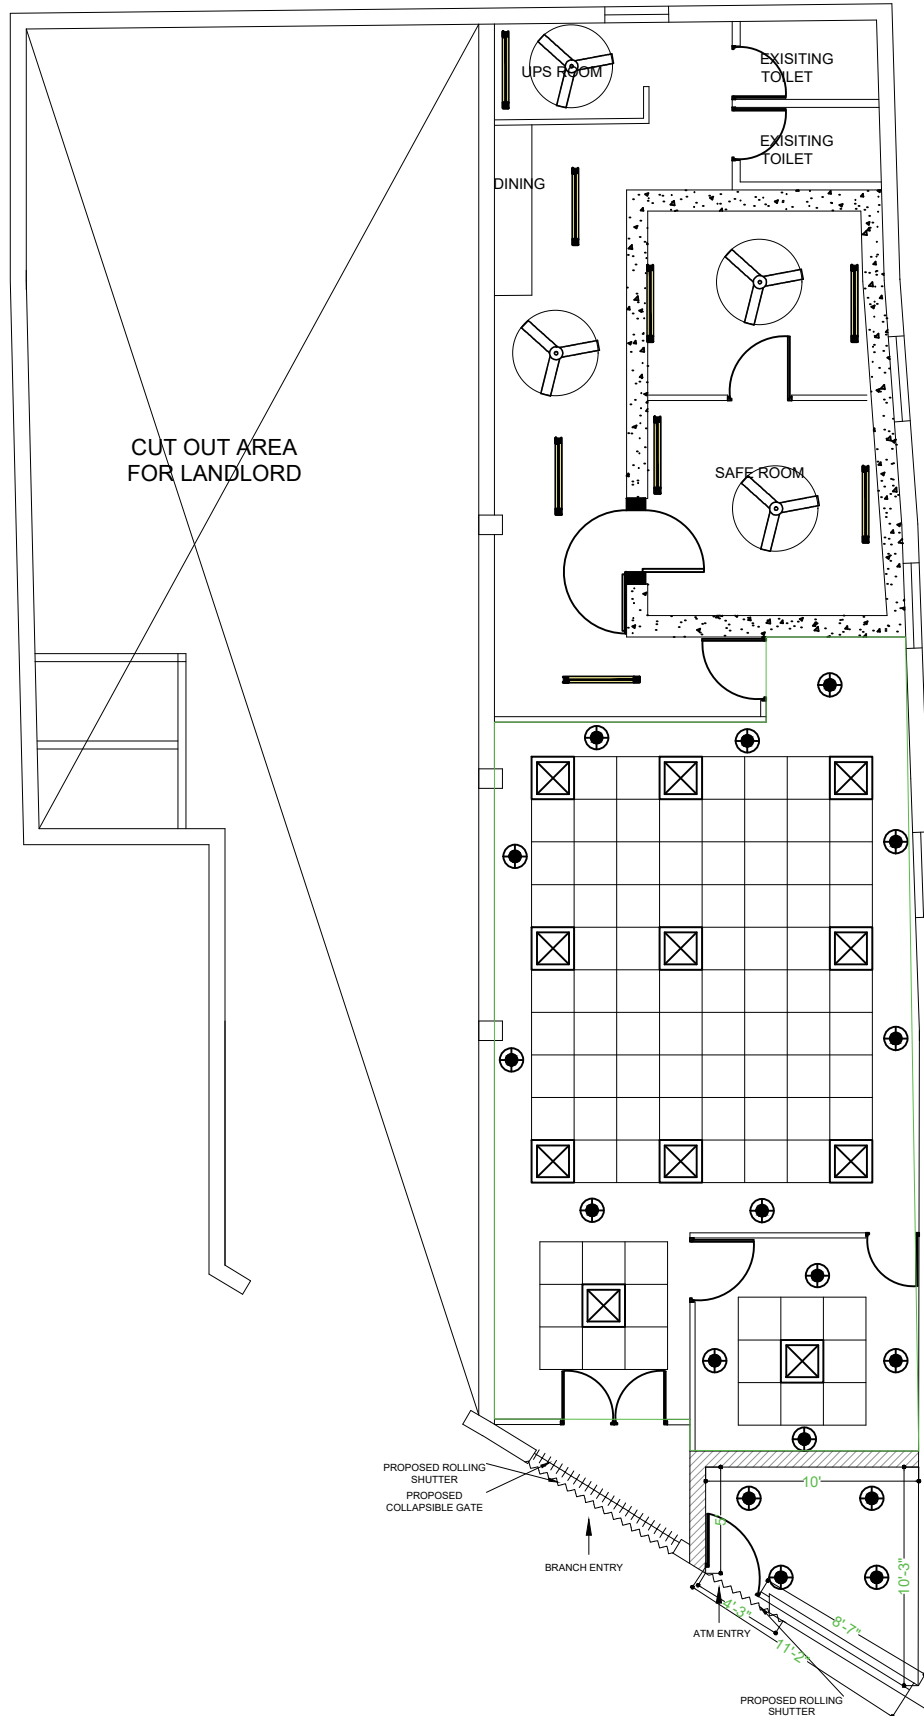 UPS ROOM
EXISITING
TOILET
EXISITING
TOILET
DINING
CUT OUT AREA
FOR LANDLORD
SAFE ROOM
PROPOSED ROLLING
SHUTTER
PROPOSED
COLLAPSIBLE GATE
BRANCH ENTRY
10'
5'
10'-3"
4'-3"
8'-7"
ATM ENTRY
11'-2"
PROPOSED ROLLING
SHUTTER